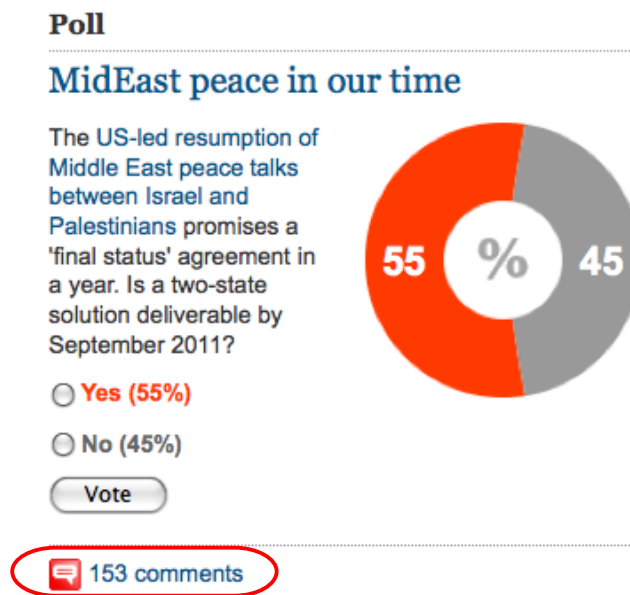 Poll
MidEast peace in our time
The US-led resumption of
Middle East peace talks
between Israel and
Palestinians promises a
'final status' agreement in
a year. Is a two-state
solution deliverable by
September 2011?
55 % 45
Yes (55%)
No (45%)
Vote
153 comments